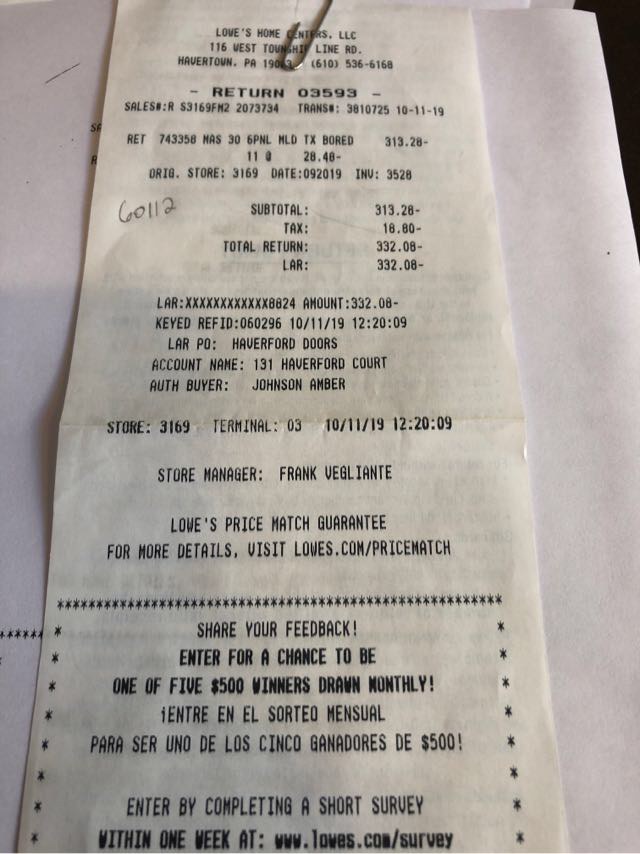 LOWE'S HOME CENTERS, LLC
116 WEST TOWNSHIP LINE RD.
HAVERTOWN, PA 19083 (610) 536-6168
- RETURN 03593 -
SALES#:R S3169FM2 2073734 TRANS#: 3810725 10-11-19
RET 743358 MAS 30 6PNL MLD TX BORED 313.28-
11 @ 28.48-
ORIG. STORE: 3169 DATE:092019 INV: 3528
60112
SUBTOTAL: 313.28-
TAX: 18.80-
TOTAL RETURN: 332.08-
LAR: 332.08-
LAR:XXXXXXXXXXXX8824 AMOUNT:332.08-
KEYED REFID:060296 10/11/19 12:20:09
LAR PO: HAVERFORD DOORS
ACCOUNT NAME: 131 HAVERFORD COURT
AUTH BUYER: JOHNSON AMBER
STORE: 3169 TERMINAL: 03 10/11/19 12:20:09
STORE MANAGER: FRANK VEGLIANTE
LOWE'S PRICE MATCH GUARANTEE
FOR MORE DETAILS, VISIT LOWES.COM/PRICEMATCH
*********************************************************
* SHARE YOUR FEEDBACK! *
* ENTER FOR A CHANCE TO BE *
* ONE OF FIVE $500 WINNERS DRAWN MONTHLY! *
* ¡ENTRE EN EL SORTEO MENSUAL *
* PARA SER UNO DE LOS CINCO GANADORES DE $500! *
* *
* ENTER BY COMPLETING A SHORT SURVEY *
* WITHIN ONE WEEK AT: www.lowes.com/survey *